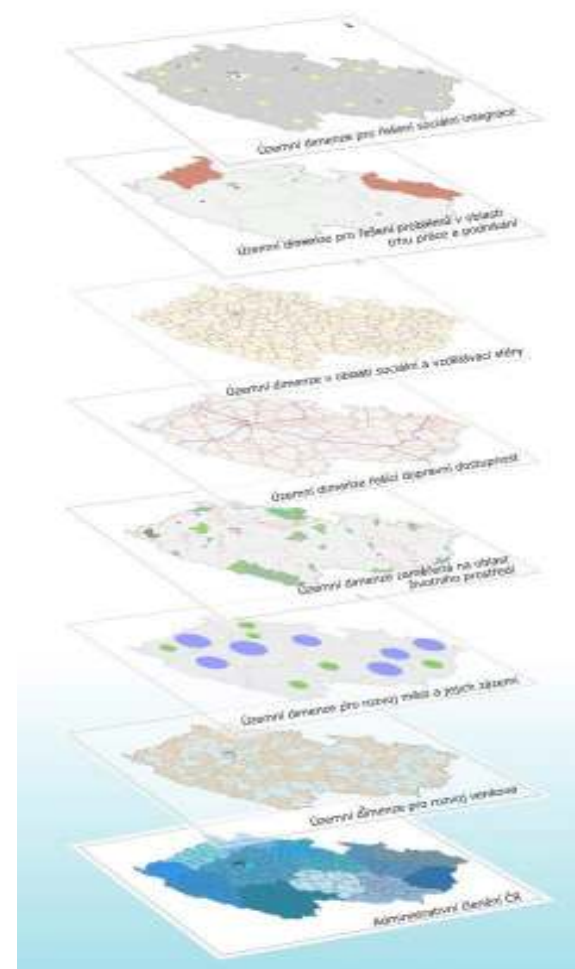 Územní dimenze pro řešení sociální integrace
Územní dimenze pro řešení problémů v oblasti
trhu práce a podnikání
Územní dimenze v oblasti sociální a vzdělávací sféry
Územní dimenze řešící dopravní dostupnost
Územní dimenze zaměřená na oblast
životního prostředí
Územní dimenze pro rozvoj měst a jejich zázemí
Územní dimenze pro rozvoj venkova
Administrativní členění ČR